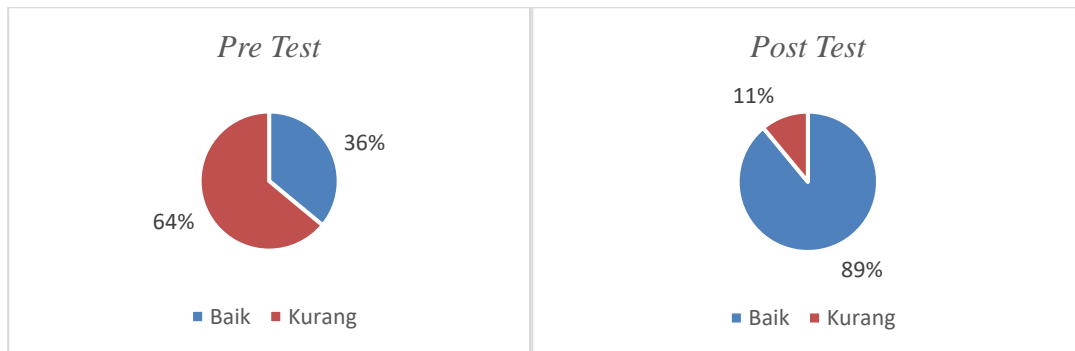 Pre Test
36%
64%
Baik Kurang
Post Test
11%
89%
Baik Kurang